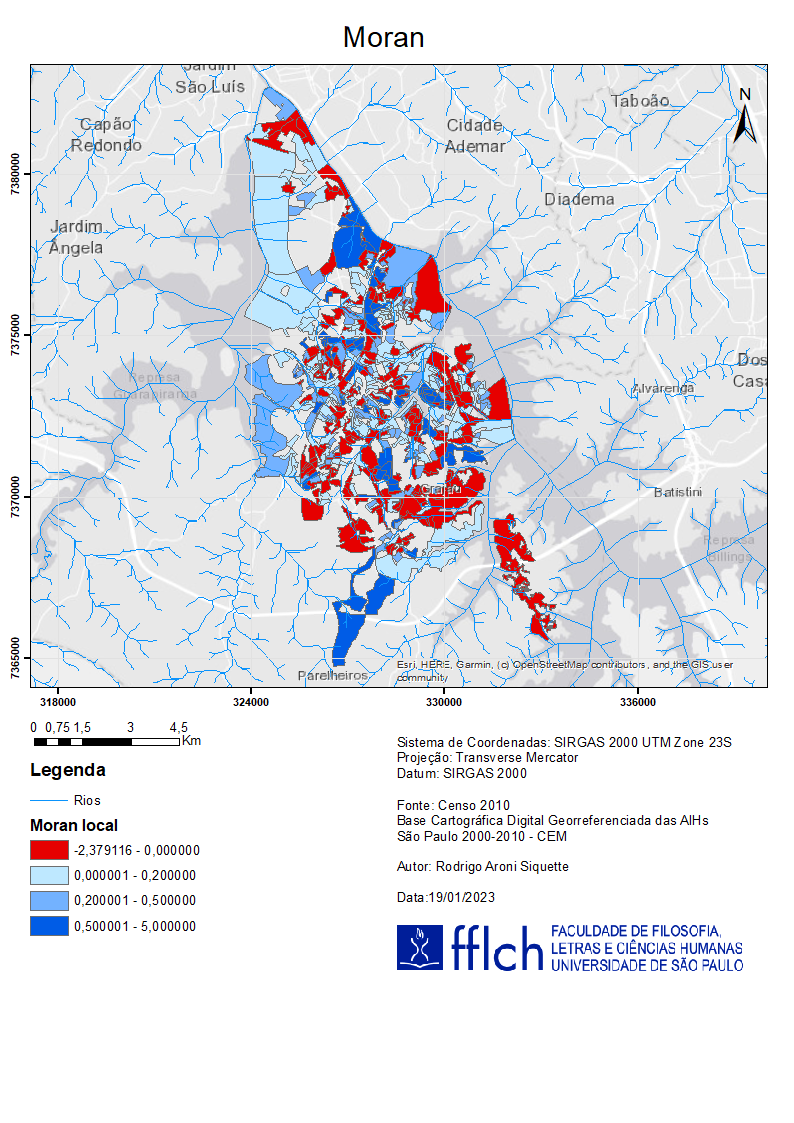 Moran
Jardim
São Luís
Capão
Redondo
Cidade
Ademar
Taboão
N
Diadema
Jardim
Ângela
Represa
Guarapiranga
Alvarenga
Dos
Casa
Grajaú
Batistini
Represa
Billings
Parelheiros
Esri, HERE, Garmin, (c) OpenStreetMap contributors, and the GIS user
community
7380000
7375000
7370000
7365000
318000
324000
330000
336000
0 0,75 1,5 3 4,5
Km
Legenda
Rios
Moran local
-2,379116 - 0,000000
0,000001 - 0,200000
0,200001 - 0,500000
0,500001 - 5,000000
Sistema de Coordenadas: SIRGAS 2000 UTM Zone 23S
Projeção: Transverse Mercator
Datum: SIRGAS 2000
Fonte: Censo 2010
Base Cartográfica Digital Georreferenciada das AIHs
São Paulo 2000-2010 - CEM
Autor: Rodrigo Aroni Siquette
Data:19/01/2023
fflch
FACULDADE DE FILOSOFIA,
LETRAS E CIÊNCIAS HUMANAS
UNIVERSIDADE DE SÃO PAULO